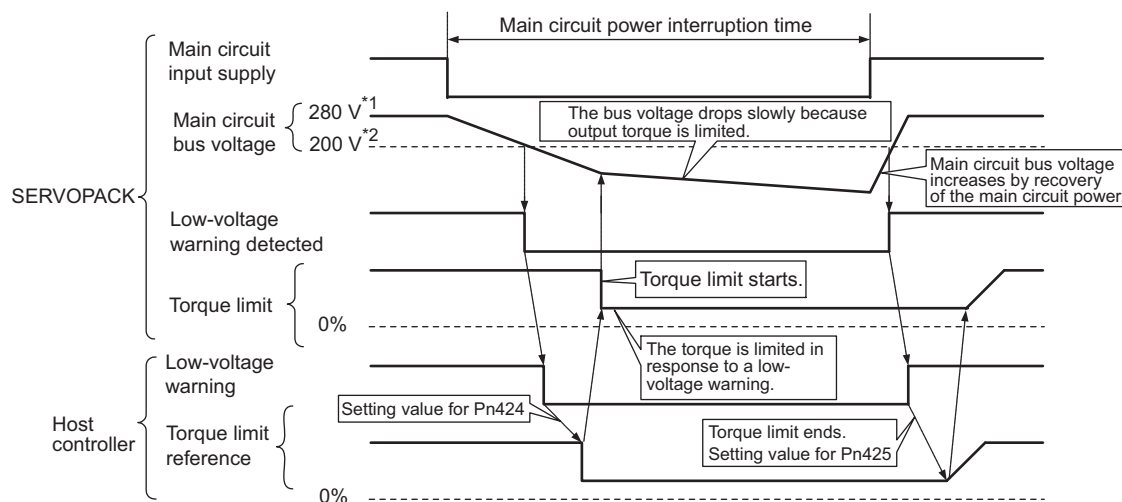 Main circuit power interruption time
Main circuit
input supply
The bus voltage drops slowly because
output torque is limited.
Main circuit
bus voltage
280 V*1
200 V*2
Main circuit bus voltage
increases by recovery
of the main circuit power.
SERVOPACK
Low-voltage
warning detected
Torque limit starts.
Torque limit
0%
The torque is limited in
response to a low-
voltage warning.
Low-voltage
warning
Setting value for Pn424
Host
controller
Torque limit
reference
Torque limit ends.
Setting value for Pn425
0%